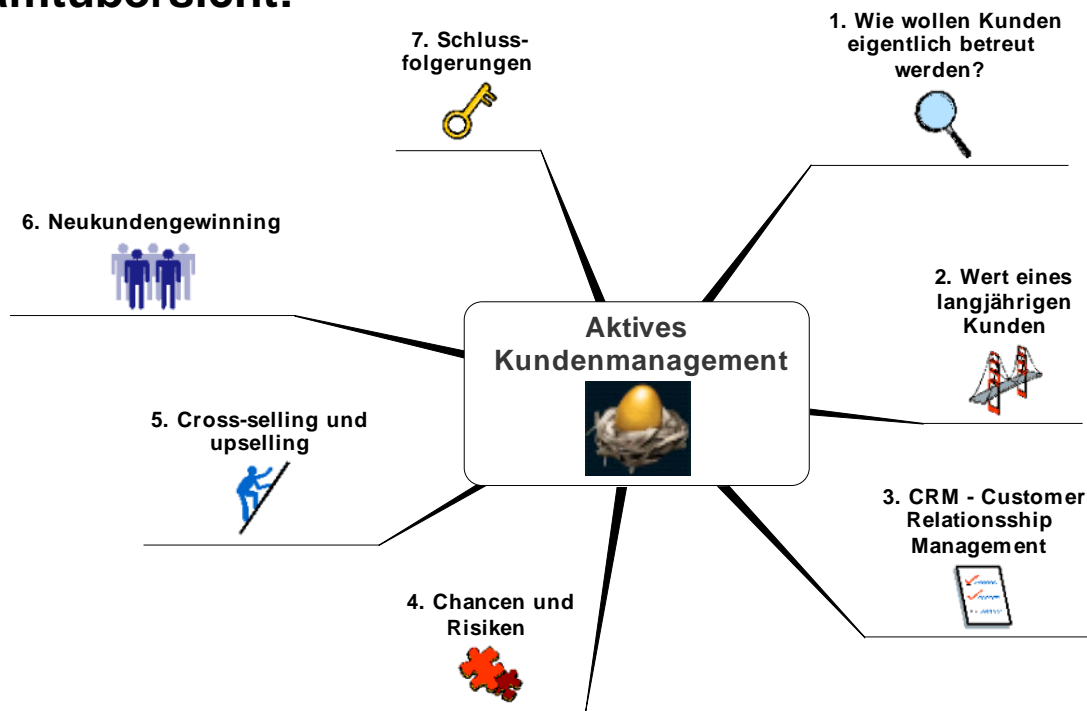 amtübersicht:
1. Wie wollen Kunden
eigentlich betreut
werden?
2. Wert eines
langjährigen
Kunden
3. CRM - Customer
Relationsship
Management
4. Chancen und
Risiken
5. Cross-selling und
upselling
6. Neukundengewinning
7. Schluss-
folgerungen
Aktives
Kundenmanagement